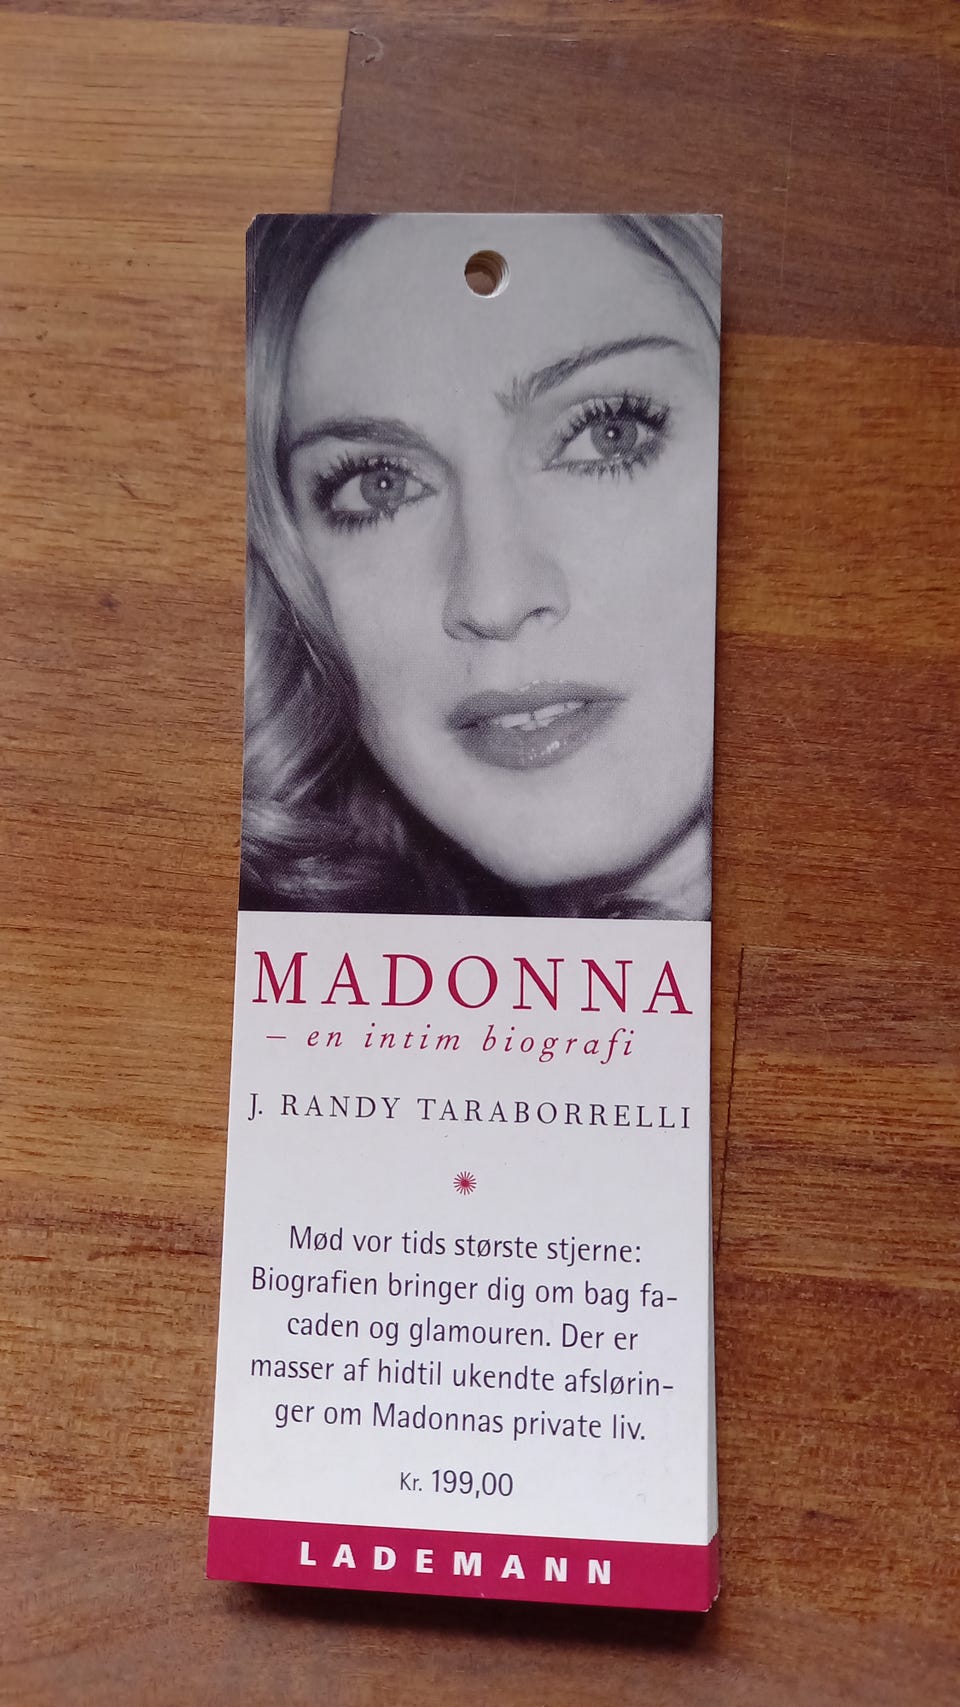 MADONNA
– en intim biografi
J. RANDY TARABORRELLI
Mød vor tids største stjerne:
Biografien bringer dig om bag fa-
caden og glamouren. Der er
masser af hidtil ukendte afslørin-
ger om Madonnas private liv.
Kr. 199,00
LADEMANN